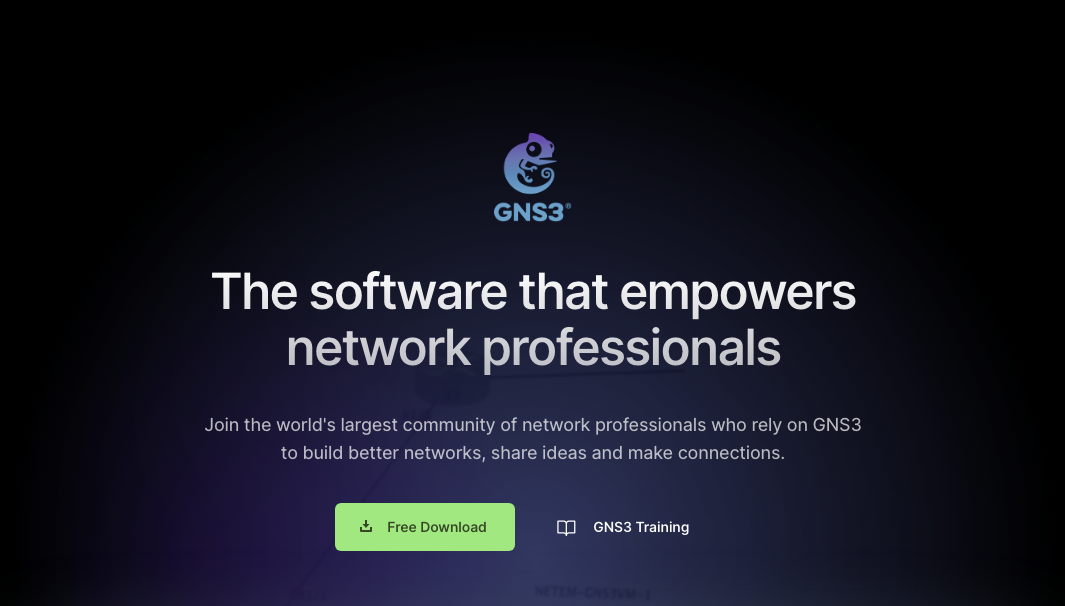 GNS3®
The software that empowers
network professionals
Join the world's largest community of network professionals who rely on GNS3
to build better networks, share ideas and make connections.
Free Download
GNS3 Training